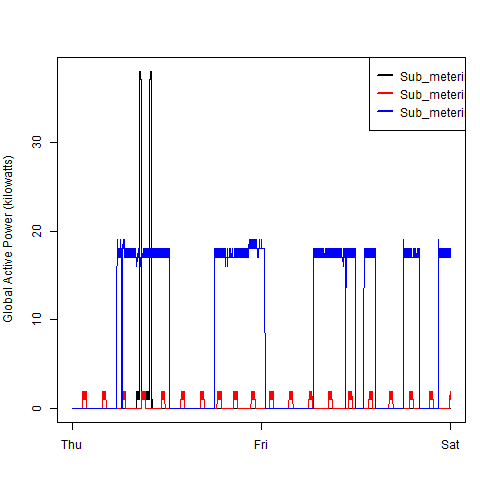 Sub_meteri
Sub_meteri
Sub_meteri
Global Active Power (kilowatts)
30
20
10
0
Thu Fri Sat